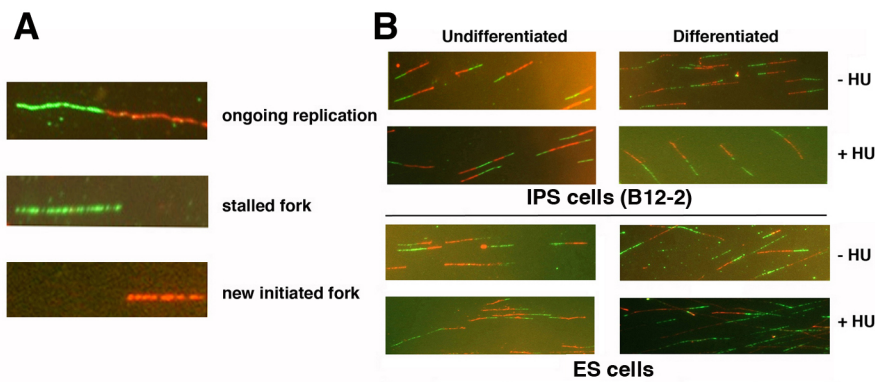 A
B
Undifferentiated
Differentiated
- HU
ongoing replication
+ HU
IPS cells (B12-2)
stalled fork
- HU
new initiated fork
+ HU
ES cells